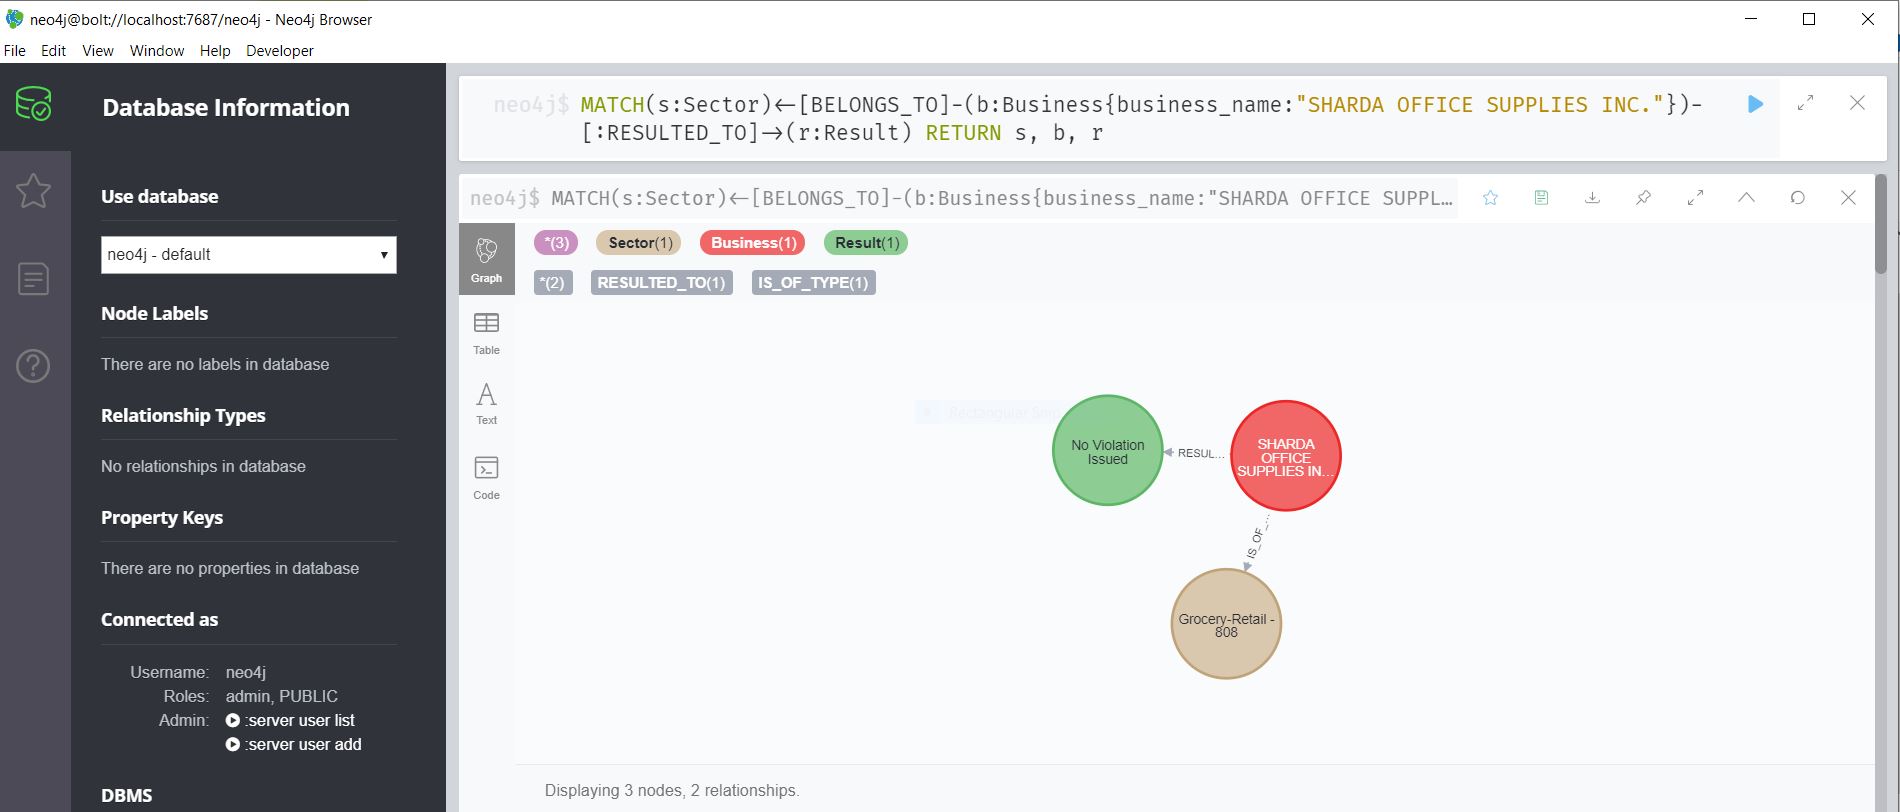 neo4j@bolt://localhost:7687/neo4j - Neo4j Browser
File Edit View Window Help Developer
Database Information
Use database
neo4j - default
Node Labels
There are no labels in database
Relationship Types
No relationships in database
Property Keys
There are no properties in database
Connected as
Username: neo4j
Roles: admin, PUBLIC
Admin: :server user list
:server user add
DBMS
neo4j$ MATCH(s:Sector)<-[BELONGS_TO]-(b:Business{business_name:"SHARDA OFFICE SUPPLIES INC."})-
[:RESULTED_TO]->(r:Result) RETURN s, b, r
neo4j$ MATCH(s:Sector)<-[BELONGS_TO]-(b:Business{business_name:"SHARDA OFFICE SUPPL…
Graph
Table
Text
Code
*(3) Sector(1) Business(1) Result(1)
*(2) RESULTED_TO(1) IS_OF_TYPE(1)
Rectangular Snip
No Violation
Issued
RESUL…
SHARDA
OFFICE
SUPPLIES IN…
IS_OF_…
Grocery-Retail -
808
Displaying 3 nodes, 2 relationships.